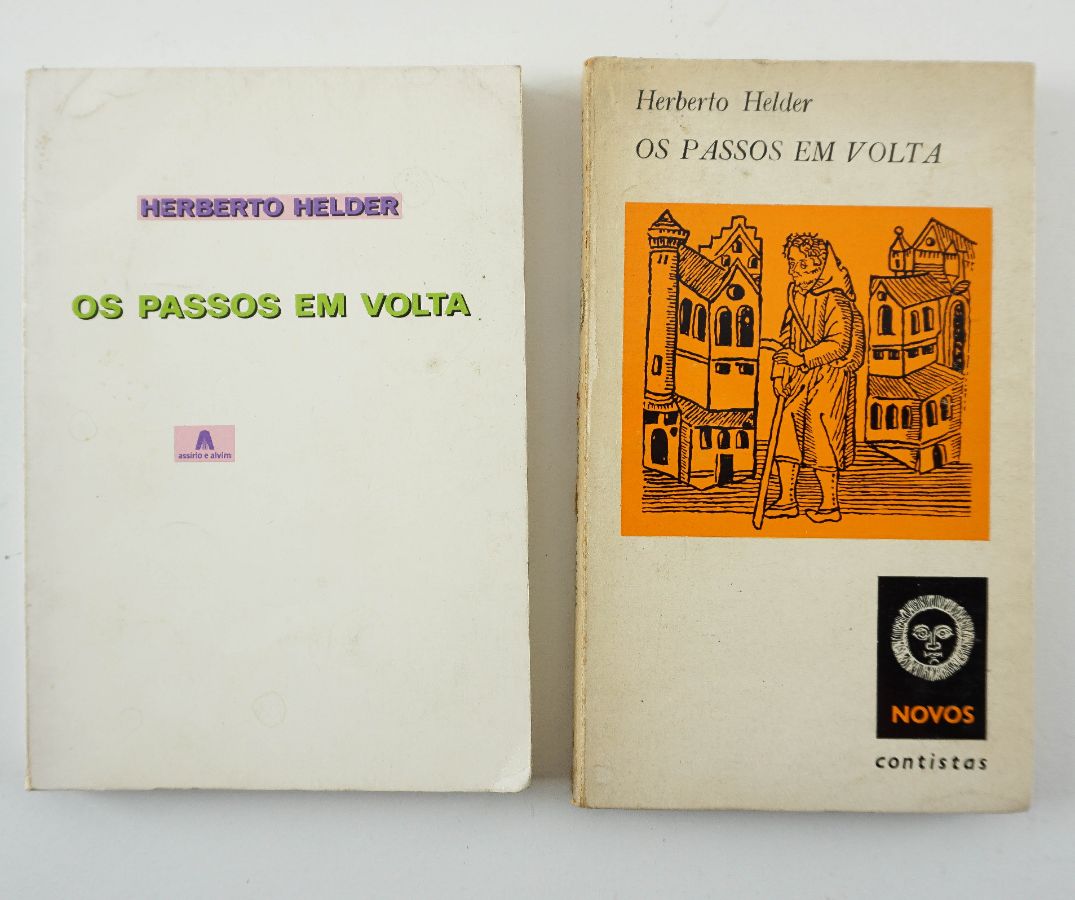 HERBERTO HELDER
OS PASSOS EM VOLTA
assírio e alvim
Herberto Helder
OS PASSOS EM VOLTA
NOVOS
contistas